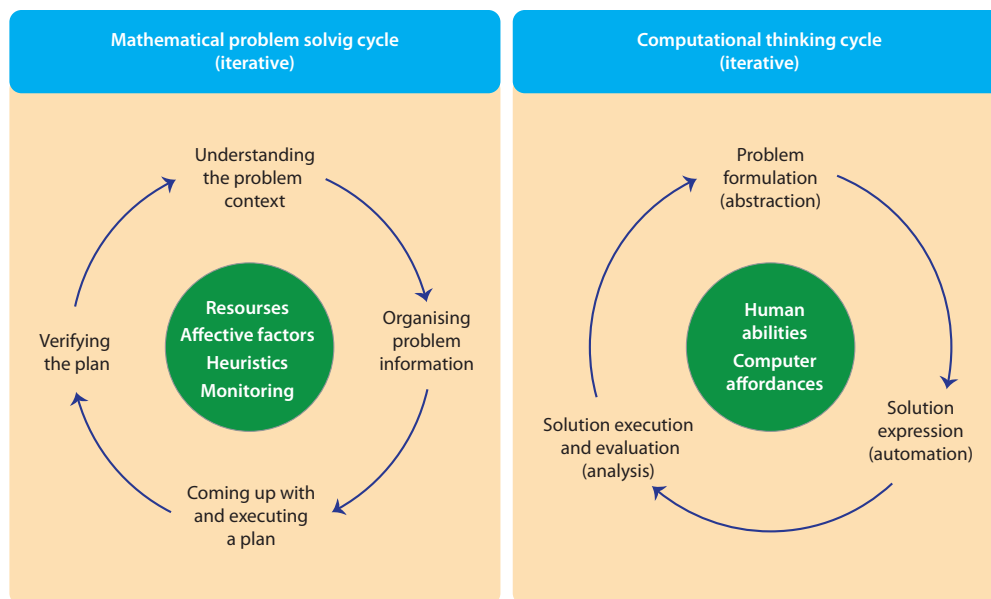 Mathematical problem solvig cycle
(iterative)
Understanding
the problem
context
Organising
problem
information
Coming up with
and executing
a plan
Verifying
the plan
Resourses
Affective factors
Heuristics
Monitoring
Computational thinking cycle
(iterative)
Problem
formulation
(abstraction)
Solution
expression
(automation)
Solution execution
and evaluation
(analysis)
Human
abilities
Computer
affordances